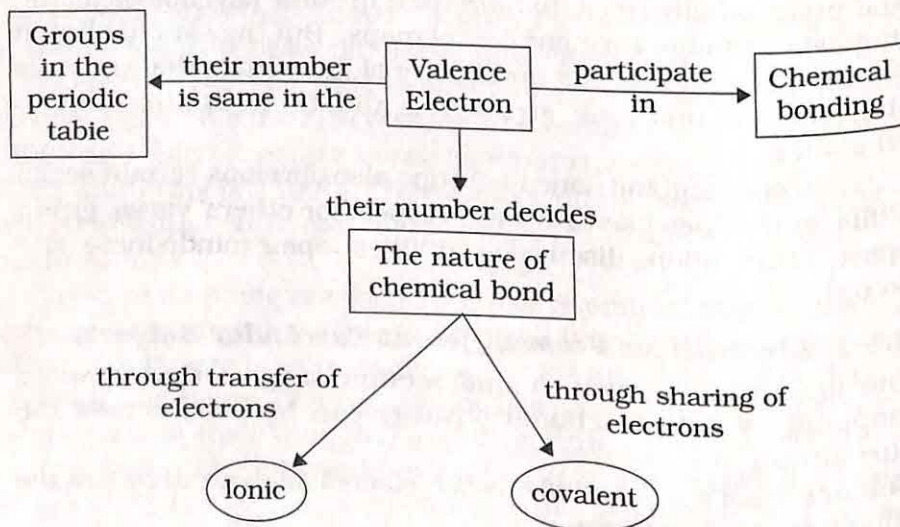 Groups
in the
periodic
tabie
their number
is same in the
Valence
Electron
participate
in
Chemical
bonding
their number decides
The nature of
chemical bond
through transfer of
electrons
through sharing of
electrons
Ionic
covalent